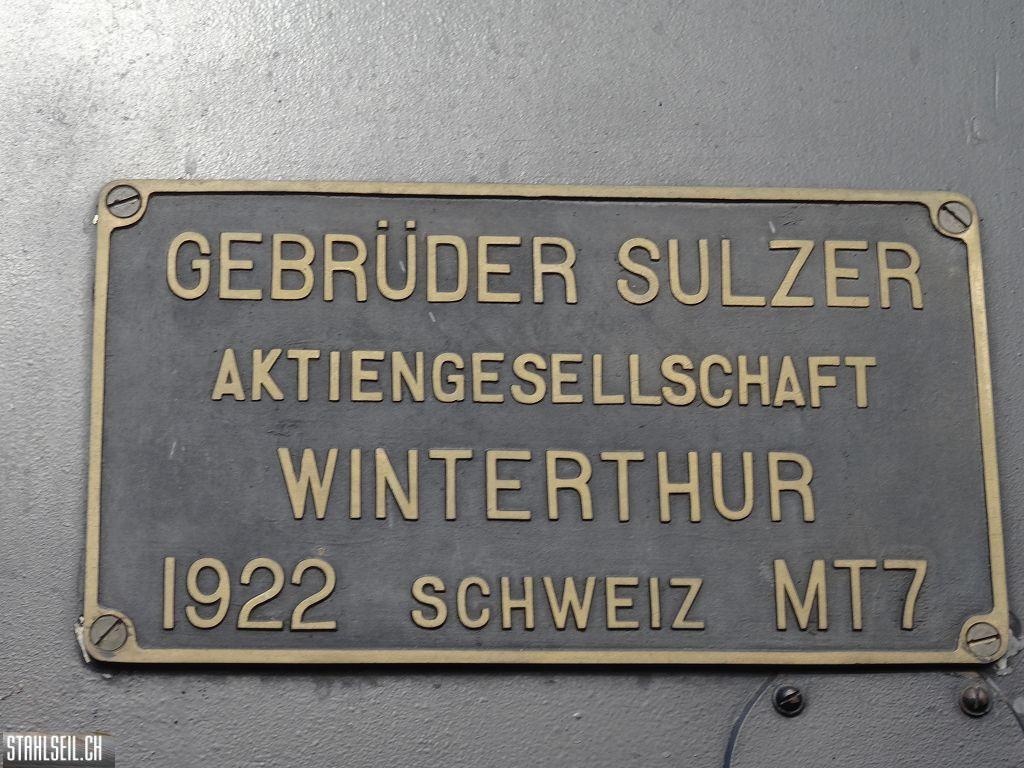 GEBRÜDER SULZER
AKTIENGESELLSCHAFT
WINTERTHUR
1922 SCHWEIZ MT7
STAHLSEIL.CH